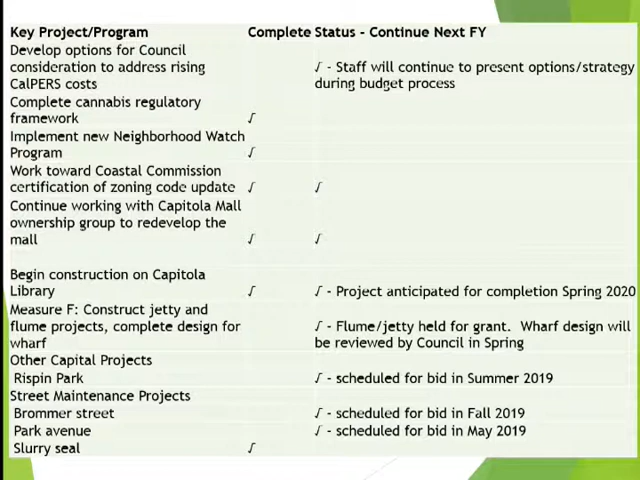 Key Project/Program Complete Status - Continue Next FY
Develop options for Council
consideration to address rising √ - Staff will continue to present options/strategy
CalPERS costs during budget process
Complete cannabis regulatory
framework √
Implement new Neighborhood Watch
Program √
Work toward Coastal Commission
certification of zoning code update √ √
Continue working with Capitola Mall
ownership group to redevelop the
mall √ √
Begin construction on Capitola
Library √ √ - Project anticipated for completion Spring 2020
Measure F: Construct jetty and
flume projects, complete design for √ - Flume/jetty held for grant. Wharf design will
wharf be reviewed by Council in Spring
Other Capital Projects
Rispin Park √ - scheduled for bid in Summer 2019
Street Maintenance Projects
Brommer street √ - scheduled for bid in Fall 2019
Park avenue √ - scheduled for bid in May 2019
Slurry seal √